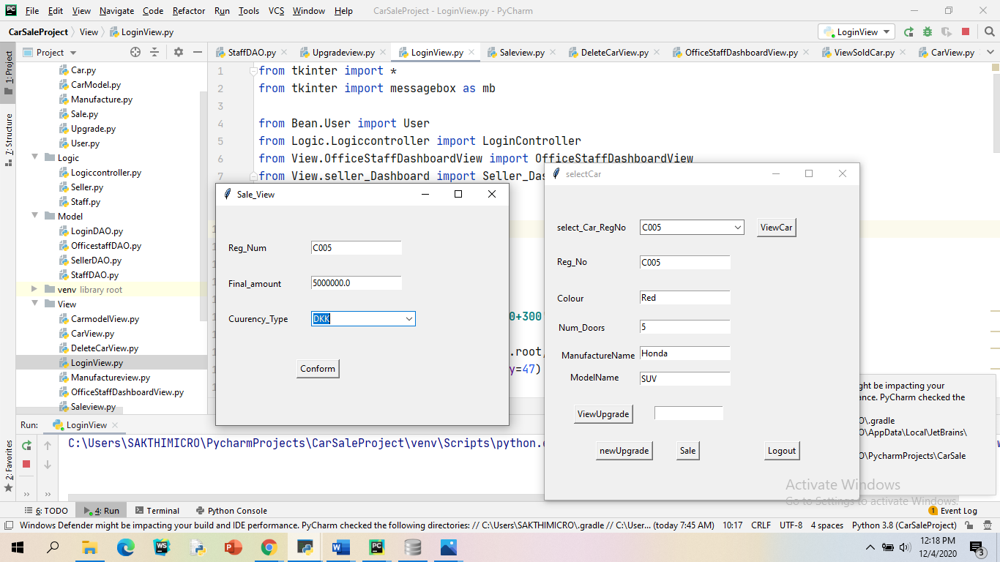 File Edit View Navigate Code Refactor Run Tools VCS Window Help CarSaleProject - LoginView.py - PyCharm
CarSaleProject View LoginView.py LoginView
Project
StaffDAO.py Upgradeview.py LoginView.py Saleview.py DeleteCarView.py OfficeStaffDashboardView.py ViewSoldCar.py CarView.py
1: Project
7: Structure
2: Favorites
Car.py
CarModel.py
Manufacture.py
Sale.py
Upgrade.py
User.py
Logic
Logiccontroller.py
Seller.py
Staff.py
Model
LoginDAO.py
OfficestaffDAO.py
SellerDAO.py
StaffDAO.py
venv library root
View
CarmodelView.py
CarView.py
DeleteCarView.py
LoginView.py
Manufactureview.py
OfficeStaffDashboardView.py
Saleview.py
1 from tkinter import *
2 from tkinter import messagebox as mb
3
4 from Bean.User import User
5 from Logic.Logiccontroller import LoginController
6 from View.OfficeStaffDashboardView import OfficeStaffDashboardView
7 from View.seller_Dashboard import Seller_Das
0+300'
.root,
y=47)
Sale_View
Reg_Num C005
Final_amount 5000000.0
Cuurency_Type DKK
Conform
selectCar
select_Car_RegNo C005 ViewCar
Reg_No C005
Colour Red
Num_Doors 5
ManufactureName Honda
ModelName SUV
ViewUpgrade
newUpgrade Sale Logout
ght be impacting your
ance. PyCharm checked the
O\.gradle
O\AppData\Local\JetBrains\
O\PycharmProjects\CarSale
Run: LoginView
C:\Users\SAKTHIMICRO\PycharmProjects\CarSaleProject\venv\Scripts\python.e
Activate Windows
Go to Settings to activate Windows.
6: TODO 4: Run Terminal Python Console 1 Event Log
Windows Defender might be impacting your build and IDE performance. PyCharm checked the following directories: // C:\Users\SAKTHIMICRO\.gradle // C:\User... (today 7:45 AM) 10:17 CRLF UTF-8 4 spaces Python 3.8 (CarSaleProject)
12:18 PM
12/4/2020
3